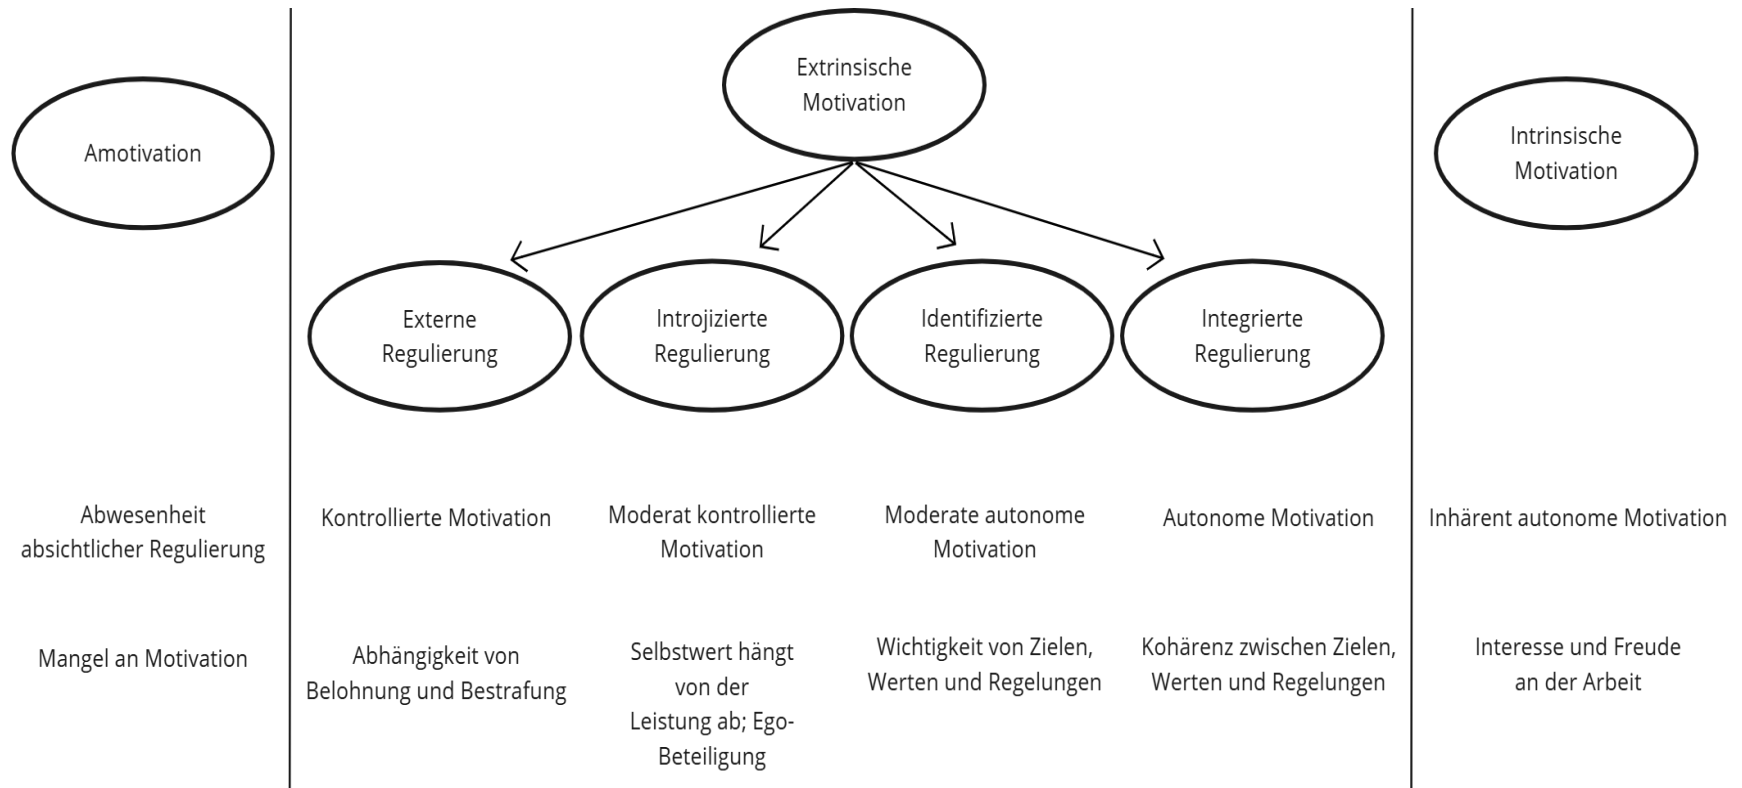 Extrinsische
Motivation
Amotivation
Intrinsische
Motivation
Externe
Regulierung
Introjizierte
Regulierung
Identifizierte
Regulierung
Integrierte
Regulierung
Abwesenheit
absichtlicher Regulierung
Kontrollierte Motivation
Moderat kontrollierte
Motivation
Moderate autonome
Motivation
Autonome Motivation
Inhärent autonome Motivation
Mangel an Motivation
Abhängigkeit von
Belohnung und Bestrafung
Selbstwert hängt
von der
Leistung ab; Ego-
Beteiligung
Wichtigkeit von Zielen,
Werten und Regelungen
Kohärenz zwischen Zielen,
Werten und Regelungen
Interesse und Freude
an der Arbeit